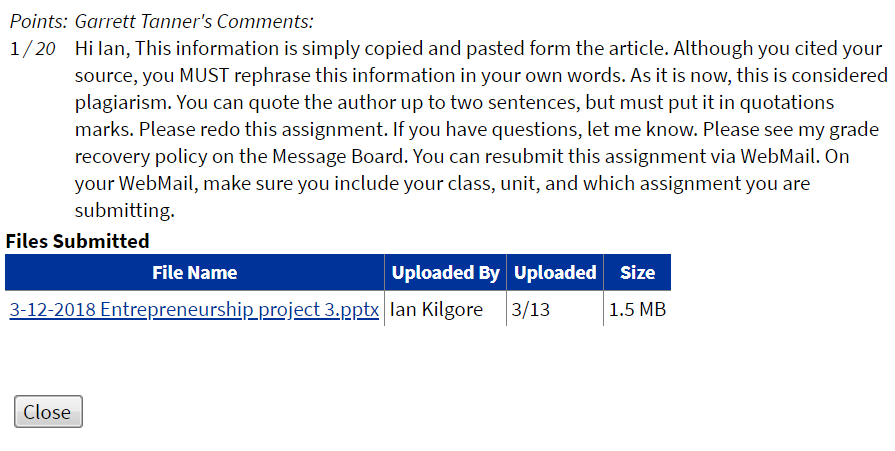 Points: Garrett Tanner's Comments:
1 / 20 Hi Ian, This information is simply copied and pasted form the article. Although you cited your
source, you MUST rephrase this information in your own words. As it is now, this is considered
plagiarism. You can quote the author up to two sentences, but must put it in quotations
marks. Please redo this assignment. If you have questions, let me know. Please see my grade
recovery policy on the Message Board. You can resubmit this assignment via WebMail. On
your WebMail, make sure you include your class, unit, and which assignment you are
submitting.
Files Submitted
File Name Uploaded By Uploaded Size
3-12-2018 Entrepreneurship project 3.pptx Ian Kilgore 3/13 1.5 MB
Close